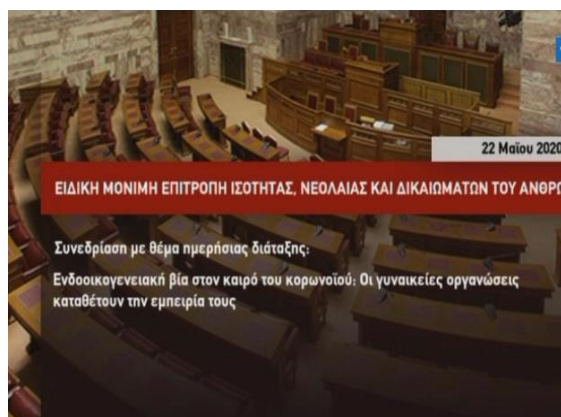 22 Μαΐου 2020
ΕΙΔΙΚΗ ΜΟΝΙΜΗ ΕΠΙΤΡΟΠΗ ΙΣΟΤΗΤΑΣ, ΝΕΟΛΑΙΑΣ ΚΑΙ ΔΙΚΑΙΩΜΑΤΩΝ ΤΟΥ ΑΝΘΡΩ
Συνεδρίαση με θέμα ημερήσιας διάταξης:
Ενδοοικογενειακή βία στον καιρό του κορωνοϊού: Οι γυναικείες οργανώσεις
καταθέτουν την εμπειρία τους